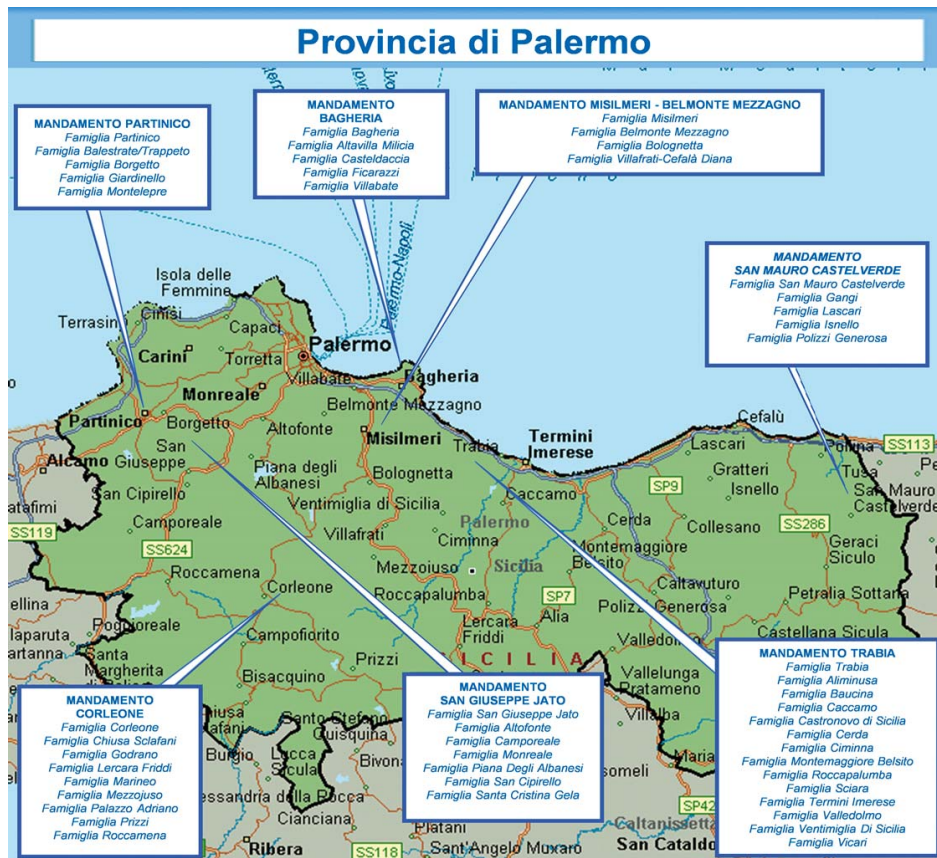 Provincia di Palermo
MANDAMENTO PARTINICO
Famiglia Partinico
Famiglia Balestrate/Trappeto
Famiglia Borgetto
Famiglia Giardinello
Famiglia Montelepre
MANDAMENTO
BAGHERIA
Famiglia Bagheria
Famiglia Altavilla Milicia
Famiglia Casteldaccia
Famiglia Ficarazzi
Famiglia Villabate
MANDAMENTO MISILMERI - BELMONTE MEZZAGNO
Famiglia Misilmeri
Famiglia Belmonte Mezzagno
Famiglia Bolognetta
Famiglia Villafrati-Cefalà Diana
MANDAMENTO
SAN MAURO CASTELVERDE
Famiglia San Mauro Castelverde
Famiglia Gangi
Famiglia Lascari
Famiglia Isnello
Famiglia Polizzi Generosa
Palermo-Napoli
Isola delle
Femmine
Terrasino
Cinisi
Capaci
Palermo
Carini
Torretta
Villabate
Bagheria
Monreale
Belmonte Mezzagno
Partinico
Borgetto
Altofonte
Misilmeri
Trabia
Termini
Imerese
Cefalù
Lascari
Pollina
SS113
Alcamo
San
Giuseppe
Piana degli
Albanesi
Bolognetta
Gratteri
Tusa
San Cipirello
Ventimiglia di Sicilia
Caccamo
SP9
Isnello
San Mauro
Castelverde
SS119
Camporeale
Villafrati
Palermo
Ciminna
Cerda
Collesano
SS286
SS624
Mezzoiuso
Sicilia
Montemaggiore
Belsito
Geraci
Siculo
Roccamena
Corleone
Roccapalumba
SP7
Caltavuturo
Polizzi Generosa
Petralia Sottana
Poggioreale
Campofiorito
Lercara
Friddi
Alia
Castellana Sicula
Santa
Margherita
Prizzi
SICILIA
Vallelunga
Pratameno
Bisacquino
Villalba
MANDAMENTO
CORLEONE
Famiglia Corleone
Famiglia Chiusa Sclafani
Famiglia Godrano
Famiglia Lercara Friddi
Famiglia Marineo
Famiglia Mezzojuso
Famiglia Palazzo Adriano
Famiglia Prizzi
Famiglia Roccamena
MANDAMENTO
SAN GIUSEPPE JATO
Famiglia San Giuseppe Jato
Famiglia Altofonte
Famiglia Camporeale
Famiglia Monreale
Famiglia Piana Degli Albanesi
Famiglia San Cipirello
Famiglia Santa Cristina Gela
MANDAMENTO TRABIA
Famiglia Trabia
Famiglia Aliminusa
Famiglia Baucina
Famiglia Caccamo
Famiglia Castronovo di Sicilia
Famiglia Cerda
Famiglia Ciminna
Famiglia Montemaggiore Belsito
Famiglia Roccapalumba
Famiglia Sciara
Famiglia Termini Imerese
Famiglia Valledolmo
Famiglia Ventimiglia Di Sicilia
Famiglia Vicari
Burgio
Lucca
Sicula
Cianciana
Ribera
SS118
Platani
Sant'Angelo Muxaro
SP42
Caltanissetta
San Cataldo